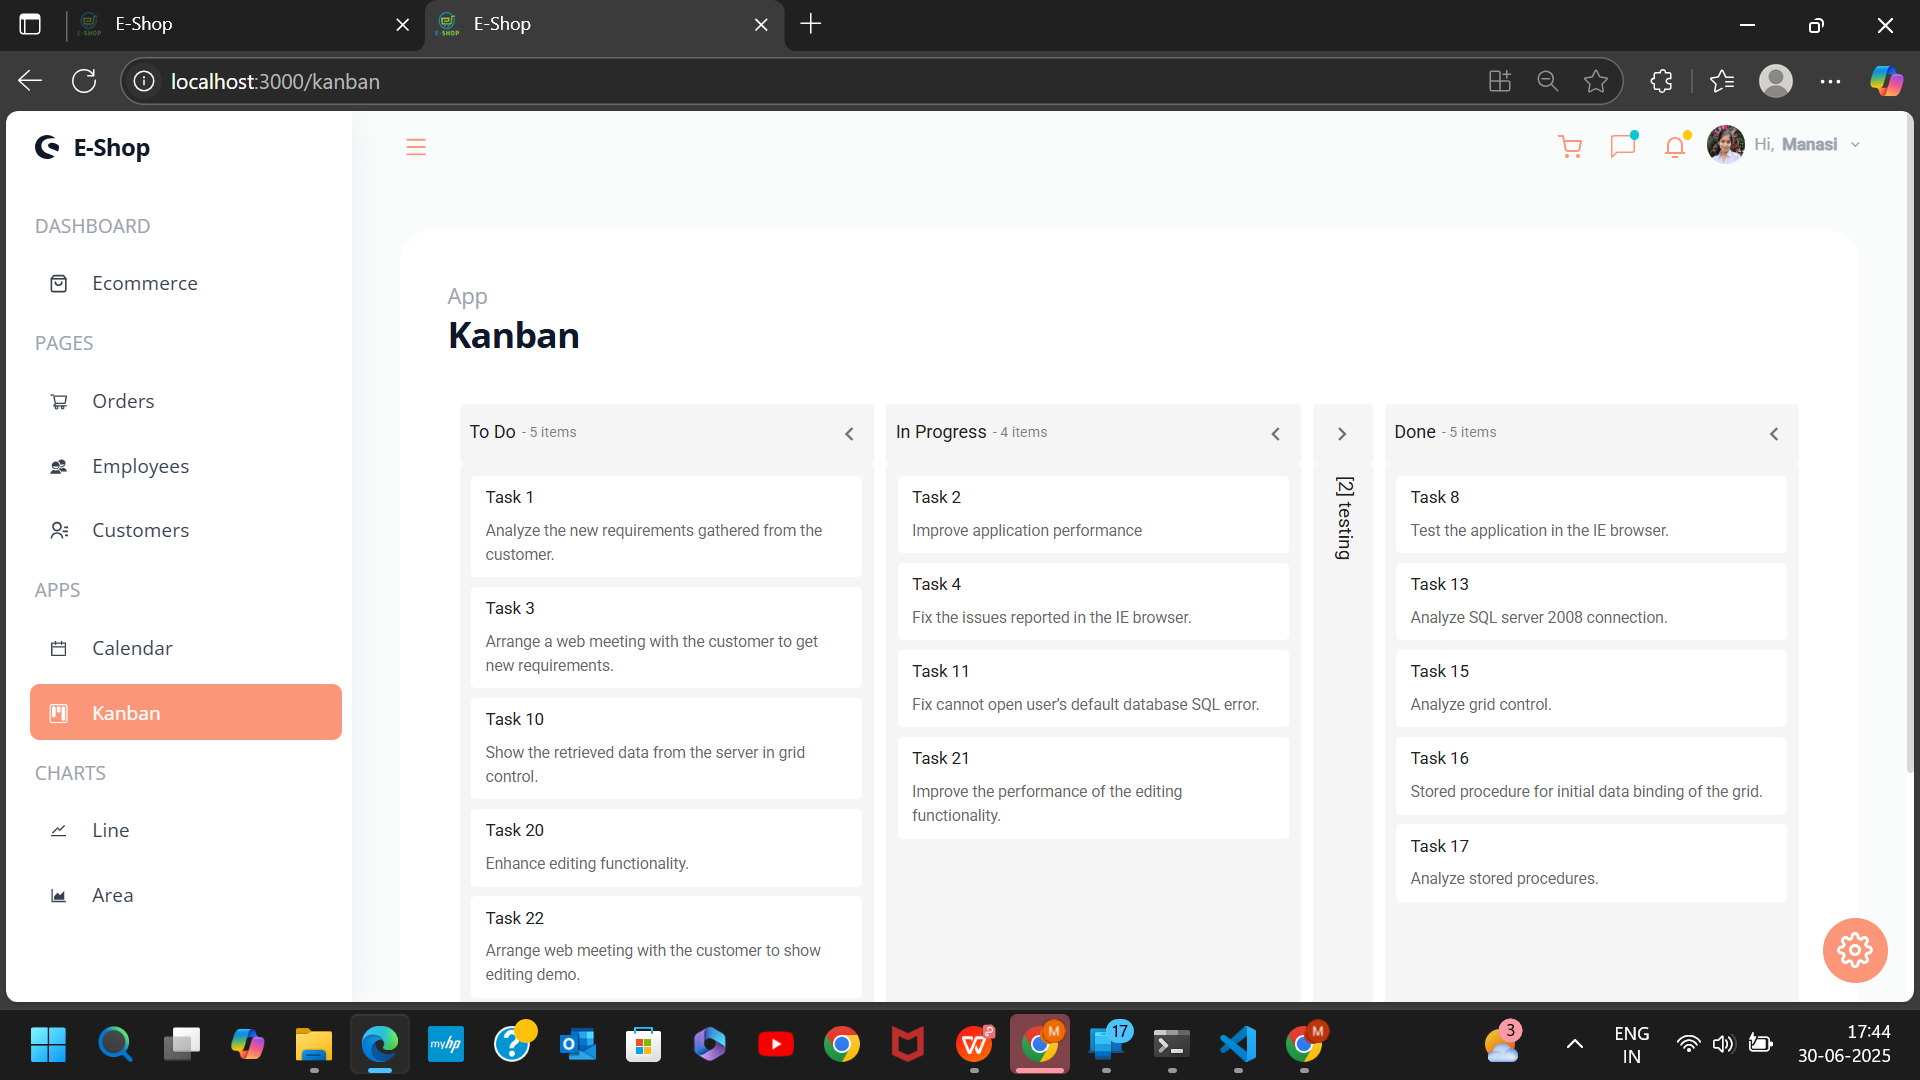 E-Shop
E-Shop
localhost:3000/kanban
E-Shop
Hi, Manasi
DASHBOARD
Ecommerce
PAGES
Orders
Employees
Customers
APPS
Calendar
Kanban
CHARTS
Line
Area
App
Kanban
To Do - 5 items
Task 1
Analyze the new requirements gathered from the
customer.
Task 3
Arrange a web meeting with the customer to get
new requirements.
Task 10
Show the retrieved data from the server in grid
control.
Task 20
Enhance editing functionality.
Task 22
Arrange web meeting with the customer to show
editing demo.
In Progress - 4 items
Task 2
Improve application performance
Task 4
Fix the issues reported in the IE browser.
Task 11
Fix cannot open user's default database SQL error.
Task 21
Improve the performance of the editing
functionality.
[2] testing
Done - 5 items
Task 8
Test the application in the IE browser.
Task 13
Analyze SQL server 2008 connection.
Task 15
Analyze grid control.
Task 16
Stored procedure for initial data binding of the grid.
Task 17
Analyze stored procedures.
myhp
M
17
M
3
ENG
IN
17:44
30-06-2025